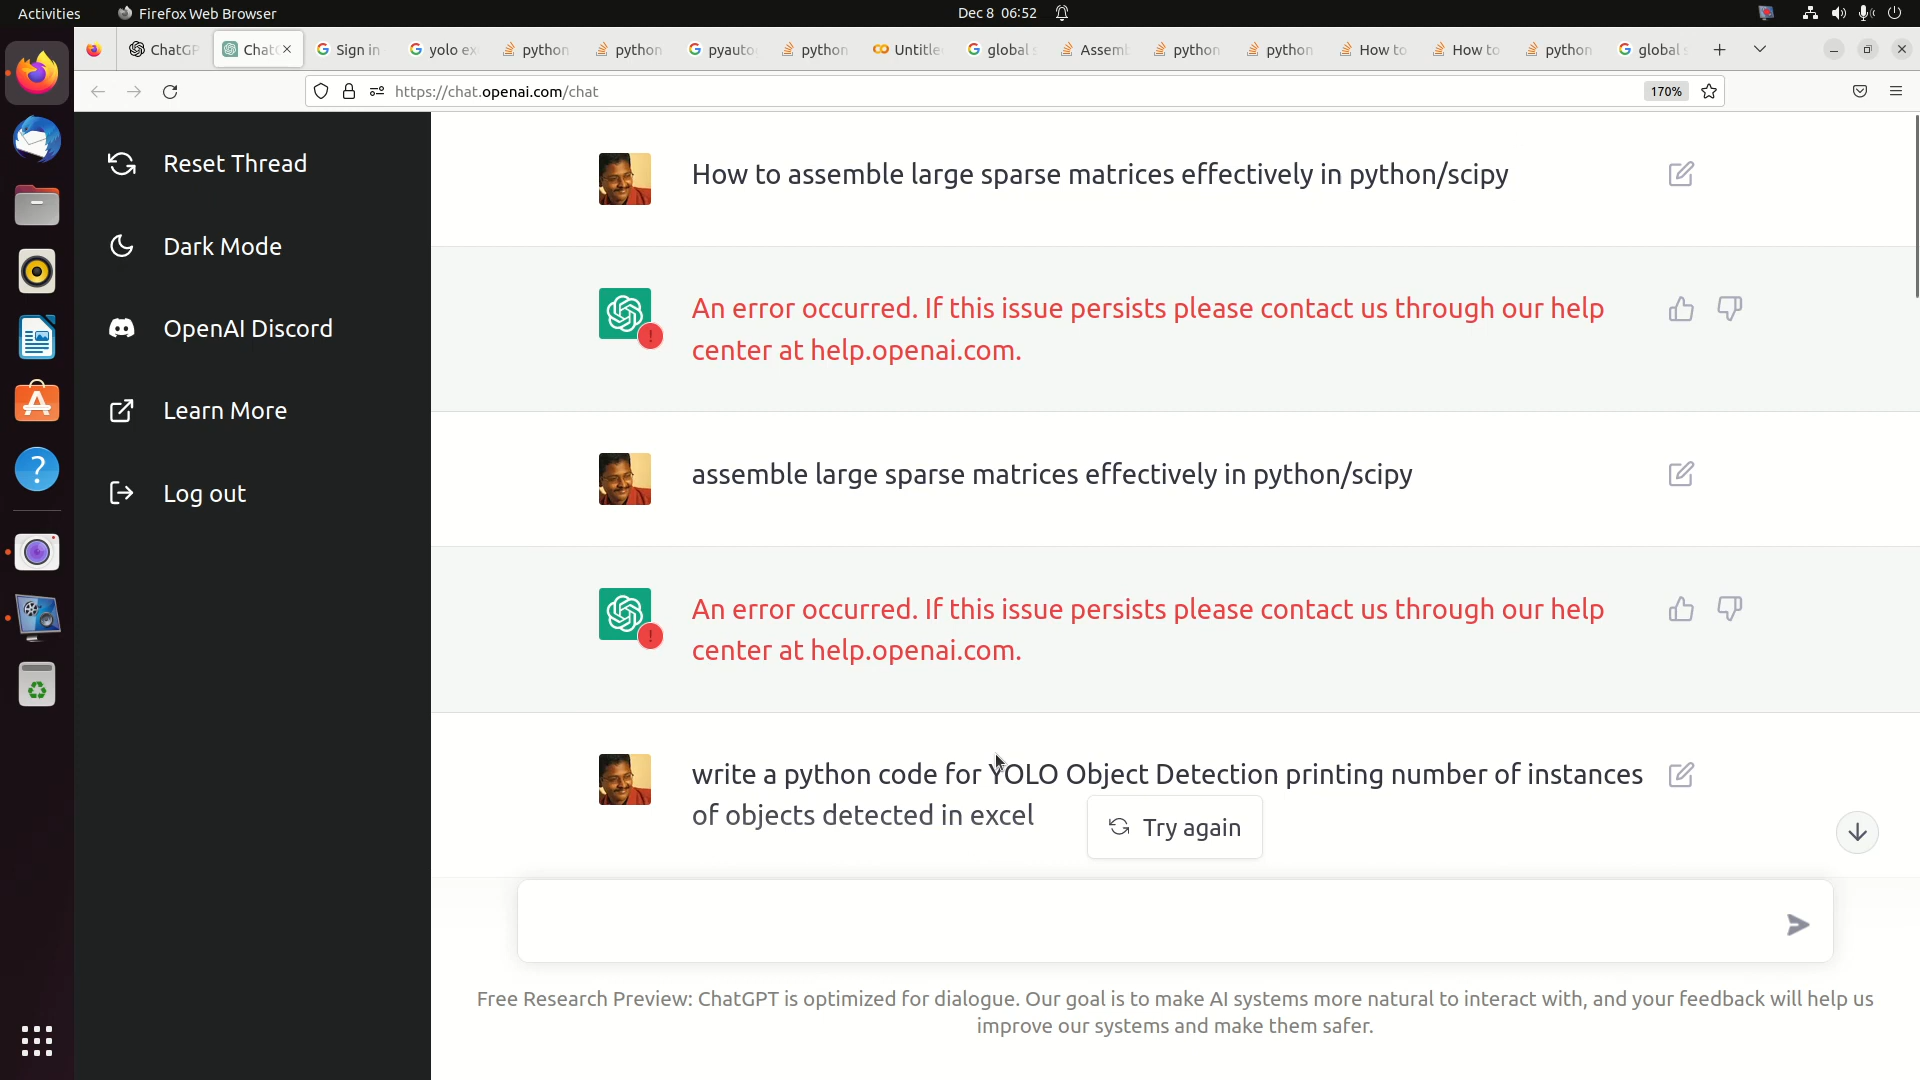 Activities
Firefox Web Browser
Dec 8 06:52
ChatGP
Chat
Sign in
yolo ex
python
python
pyauto
python
Untitle
global s
Assemb
python
python
How to
How to
python
global s
https://chat.openai.com/chat
170%
Reset Thread
Dark Mode
OpenAI Discord
Learn More
Log out
How to assemble large sparse matrices effectively in python/scipy
An error occurred. If this issue persists please contact us through our help
center at help.openai.com.
assemble large sparse matrices effectively in python/scipy
An error occurred. If this issue persists please contact us through our help
center at help.openai.com.
write a python code for YOLO Object Detection printing number of instances
of objects detected in excel
Try again
Free Research Preview: ChatGPT is optimized for dialogue. Our goal is to make AI systems more natural to interact with, and your feedback will help us
improve our systems and make them safer.